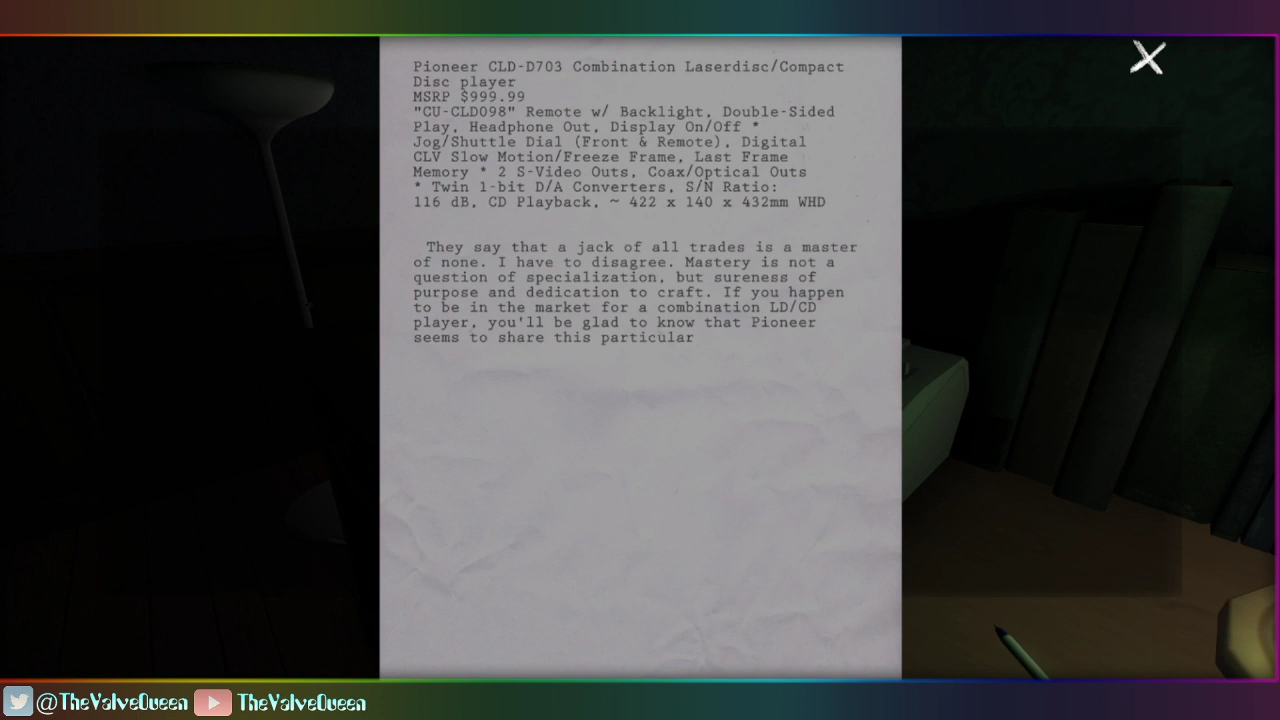 Pioneer CLD-D703 Combination Laserdisc/Compact
Disc player
MSRP $999.99
"CU-CLD098" Remote w/ Backlight, Double-Sided
Play, Headphone Out, Display On/Off *
Jog/Shuttle Dial (Front & Remote), Digital
CLV Slow Motion/Freeze Frame, Last Frame
Memory * 2 S-Video Outs, Coax/Optical Outs
* Twin 1-bit D/A Converters, S/N Ratio:
116 dB, CD Playback, ~ 422 x 140 x 432mm WHD
They say that a jack of all trades is a master
of none. I have to disagree. Mastery is not a
question of specialization, but sureness of
purpose and dedication to craft. If you happen
to be in the market for a combination LD/CD
player, you'll be glad to know that Pioneer
seems to share this particular
@TheValveQueen TheValveQueen